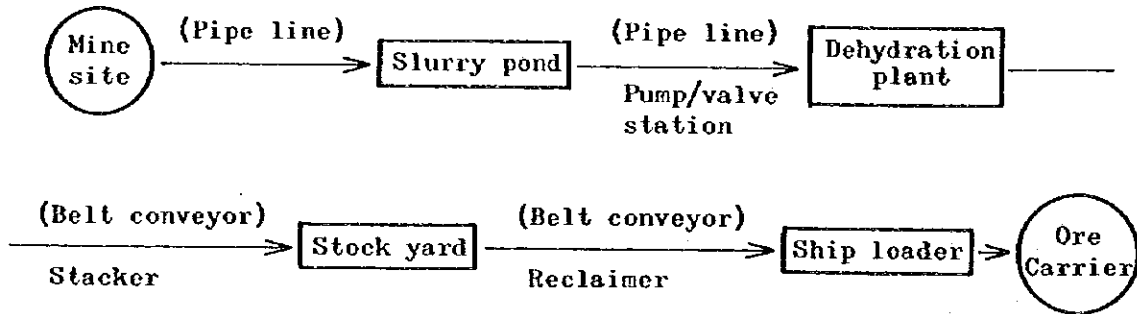 Mine
site
(Pipe line)
Slurry pond
(Pipe line)
Pump/valve
station
Dehydration
plant
(Belt conveyor)
Stacker
Stock yard
(Belt conveyor)
Reclaimer
Ship loader
Ore
Carrier